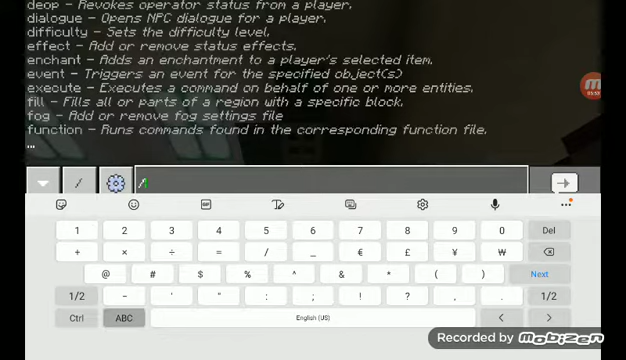 deop – Revokes operator status from a player.
dialogue – Opens NPC dialogue for a player.
difficulty – Sets the difficulty level.
effect – Add or remove status effects.
enchant – Adds an enchantment to a player's selected item.
event – Triggers an event for the specified object(s)
execute – Executes a command on behalf of one or more entities.
fill – Fills all or parts of a region with a specific block.
fog – Add or remove fog settings file
function – Runs commands found in the corresponding function file.
...
/ /
1 2 3 4 5 6 7 8 9 0 Del
+ × ÷ = / _ € £ ¥ ₩
@ # $ % ^ & * ( ) Next
1/2 - ' " : ; ! ? , . 1/2
Ctrl ABC English (US) < >
Recorded by Mobizen